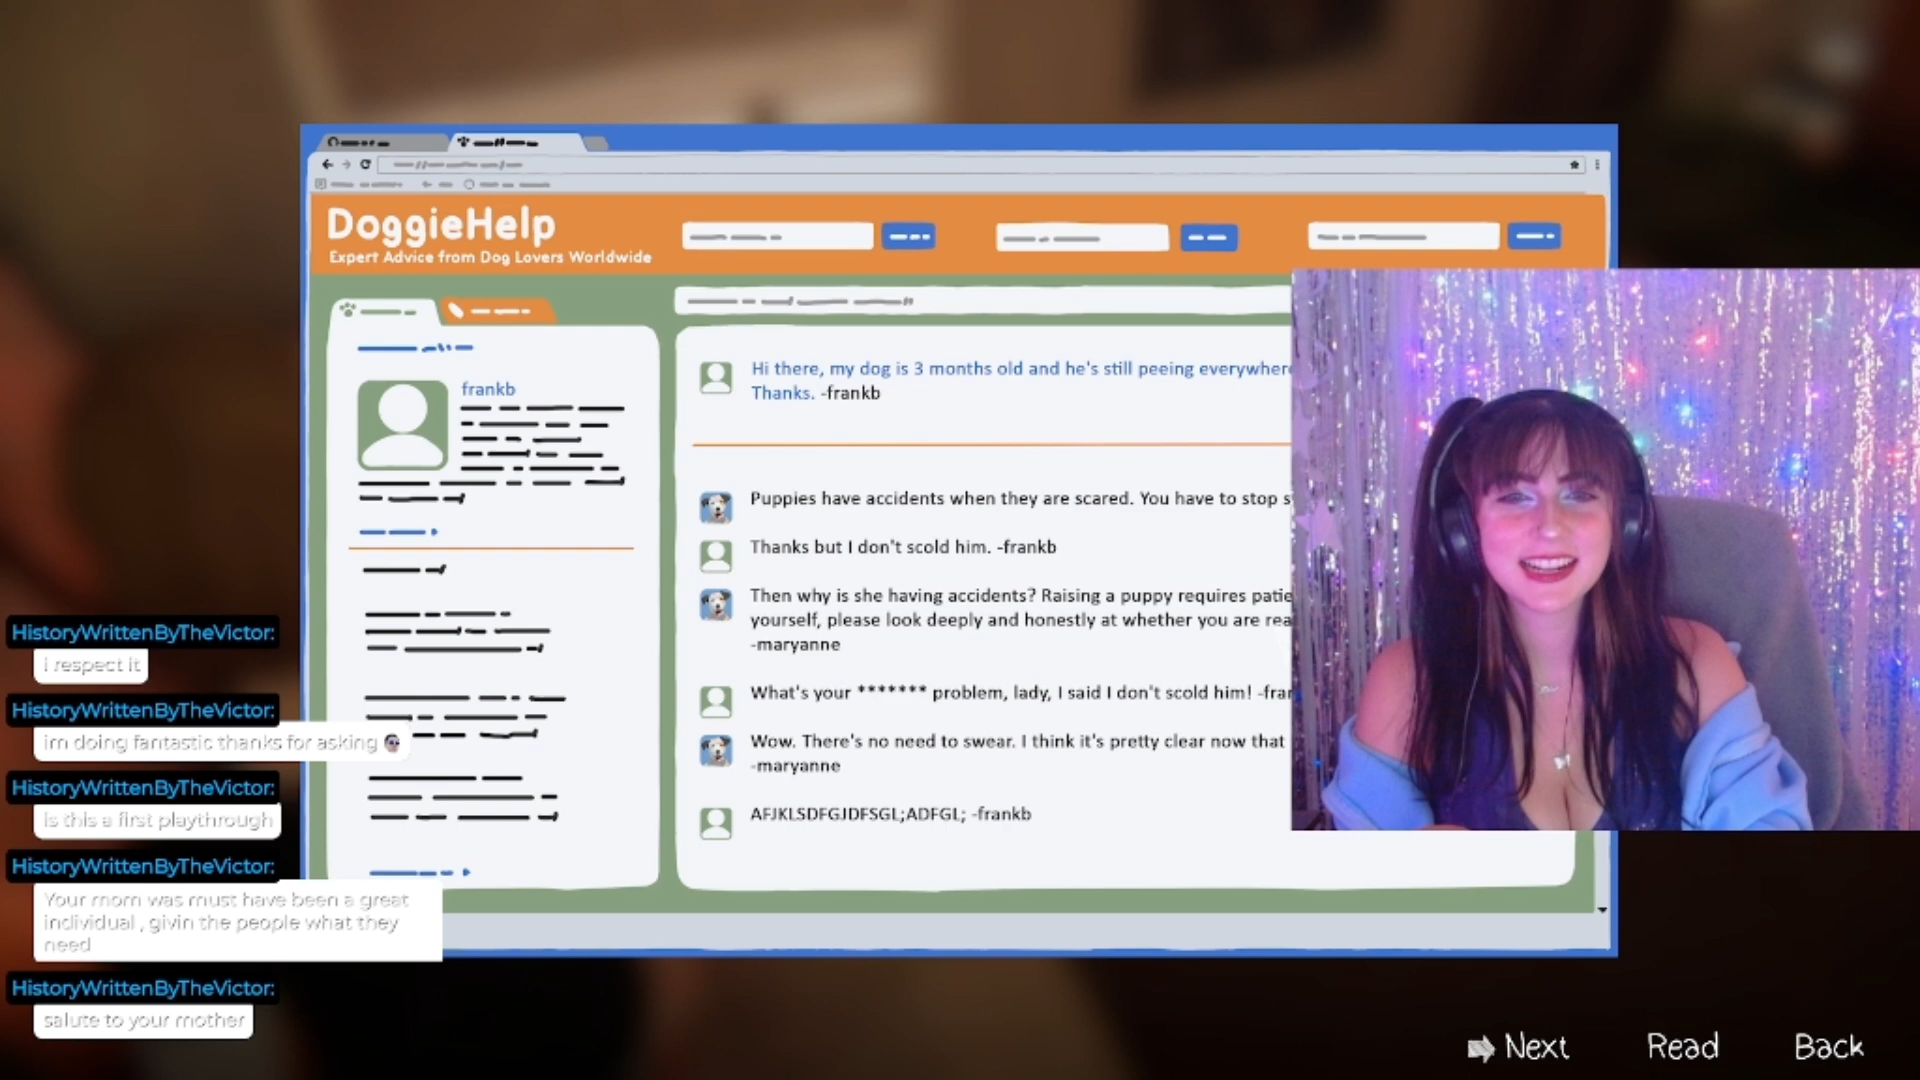 DoggieHelp
Expert Advice from Dog Lovers Worldwide
frankb
Hi there, my dog is 3 months old and he's still peeing everywhere
Thanks. -frankb
Puppies have accidents when they are scared. You have to stop s
Thanks but I don't scold him. -frankb
Then why is she having accidents? Raising a puppy requires patie
yourself, please look deeply and honestly at whether you are rea
-maryanne
What's your ******* problem, lady, I said I don't scold him! -fran
Wow. There's no need to swear. I think it's pretty clear now that
-maryanne
AFJKLSDFGJDFSGL;ADFGL; -frankb
HistoryWrittenByTheVictor:
i respect it
HistoryWrittenByTheVictor:
im doing fantastic thanks for asking
HistoryWrittenByTheVictor:
is this a first playthrough
HistoryWrittenByTheVictor:
Your mom was must have been a great
individual , givin the people what they
need
HistoryWrittenByTheVictor:
salute to your mother
Next
Read
Back